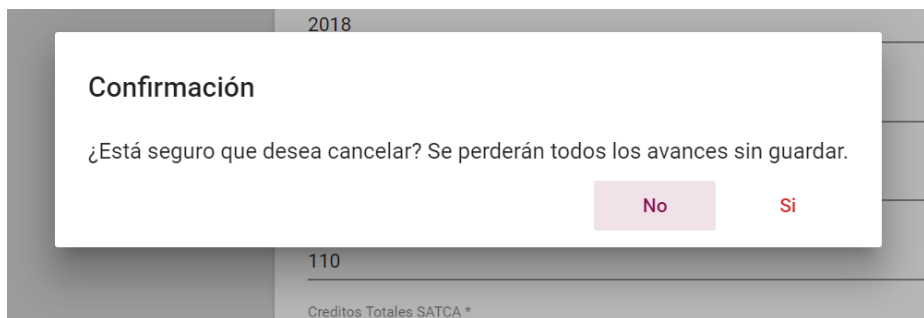 2018
Confirmación
¿Está seguro que desea cancelar? Se perderán todos los avances sin guardar.
No Si
110
Creditos Totales SATCA *